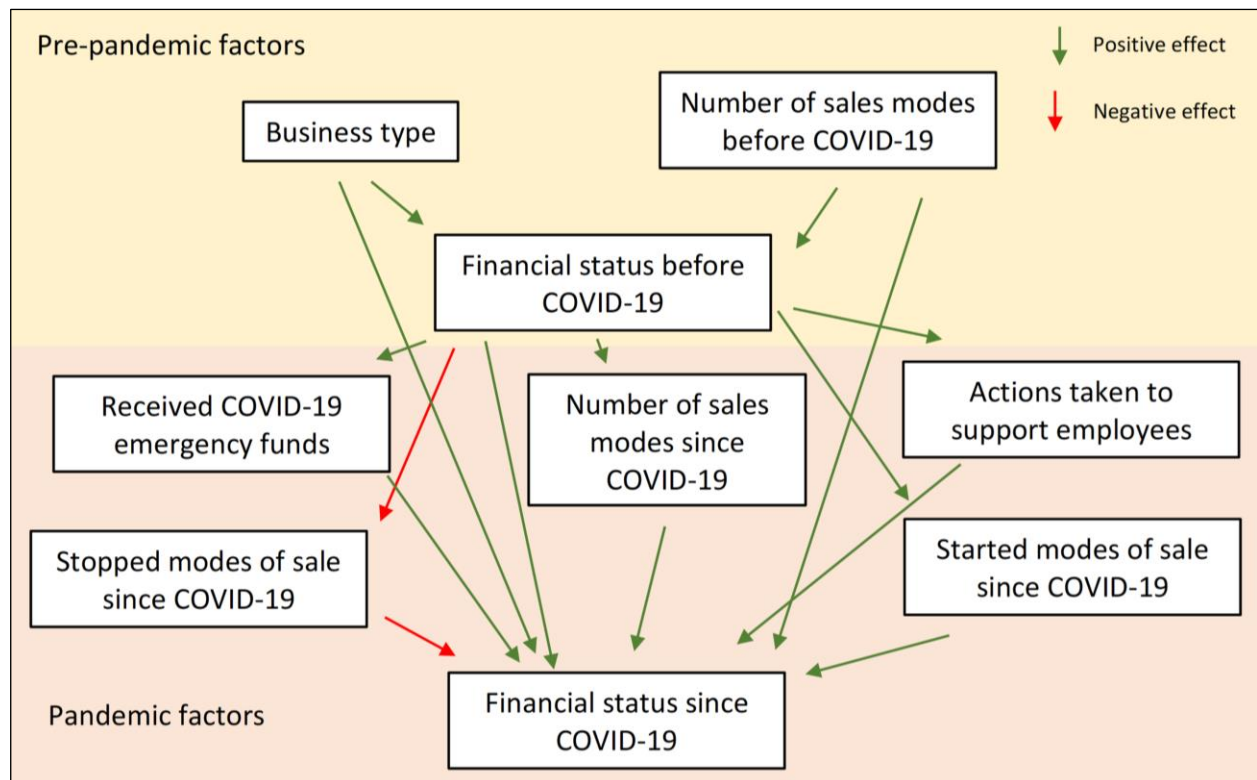 Pre-pandemic factors
Positive effect
Negative effect
Business type
Number of sales modes
before COVID-19
Financial status before
COVID-19
Received COVID-19
emergency funds
Number of sales
modes since
COVID-19
Actions taken to
support employees
Stopped modes of sale
since COVID-19
Started modes of sale
since COVID-19
Financial status since
COVID-19
Pandemic factors